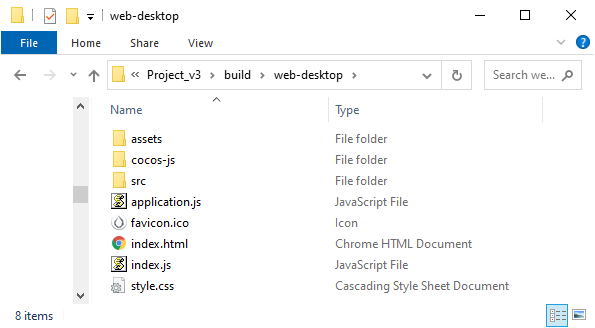 web-desktop
File Home Share View
« Project_v3 > build > web-desktop > Search we...
Name Type
assets File folder
cocos-js File folder
src File folder
application.js JavaScript File
favicon.ico Icon
index.html Chrome HTML Document
index.js JavaScript File
style.css Cascading Style Sheet Document
8 items